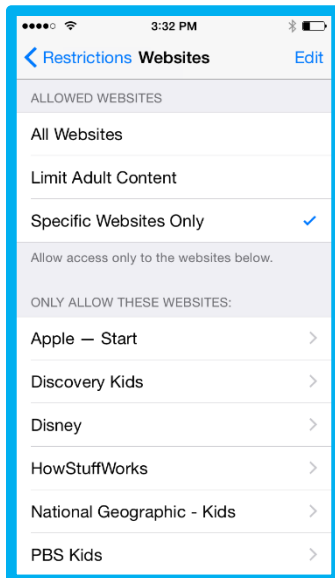 3:32 PM
Restrictions Websites Edit
ALLOWED WEBSITES
All Websites
Limit Adult Content
Specific Websites Only
Allow access only to the websites below.
ONLY ALLOW THESE WEBSITES:
Apple — Start
Discovery Kids
Disney
HowStuffWorks
National Geographic - Kids
PBS Kids